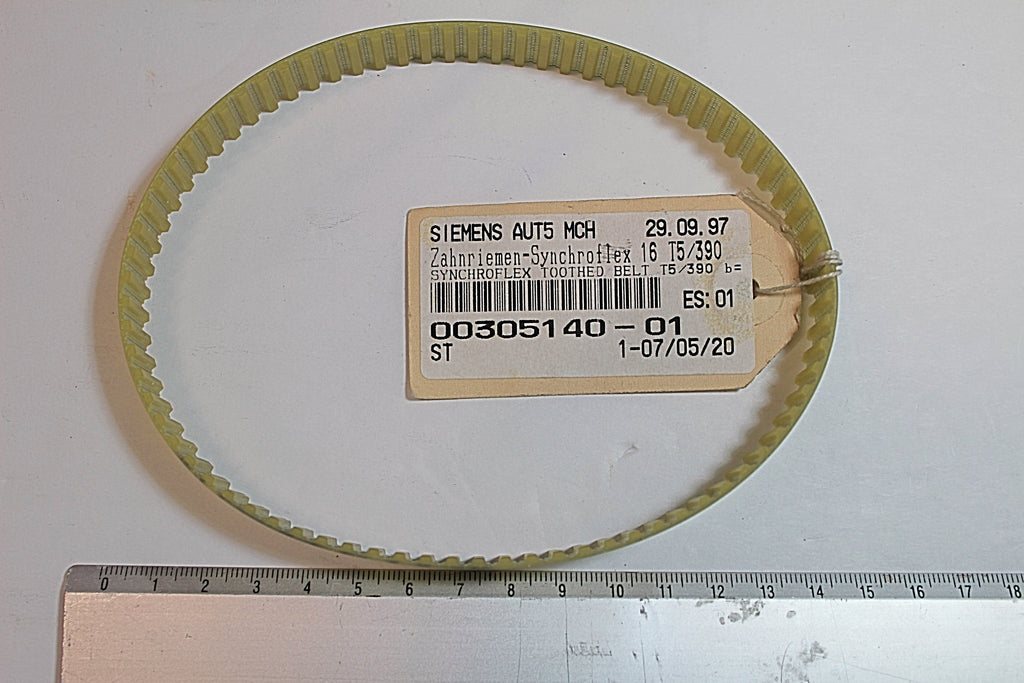 SIEMENS AUT5 MCH 29.09.97
Zahnriemen-Synchroflex 16 T5/390
SYNCHROFLEX TOOTHED BELT T5/390 b=
ES: 01
00305140-01
ST 1-07/05/20
0 1 2 3 4 5 6 7 8 9 10 11 12 13 14 15 16 17 18